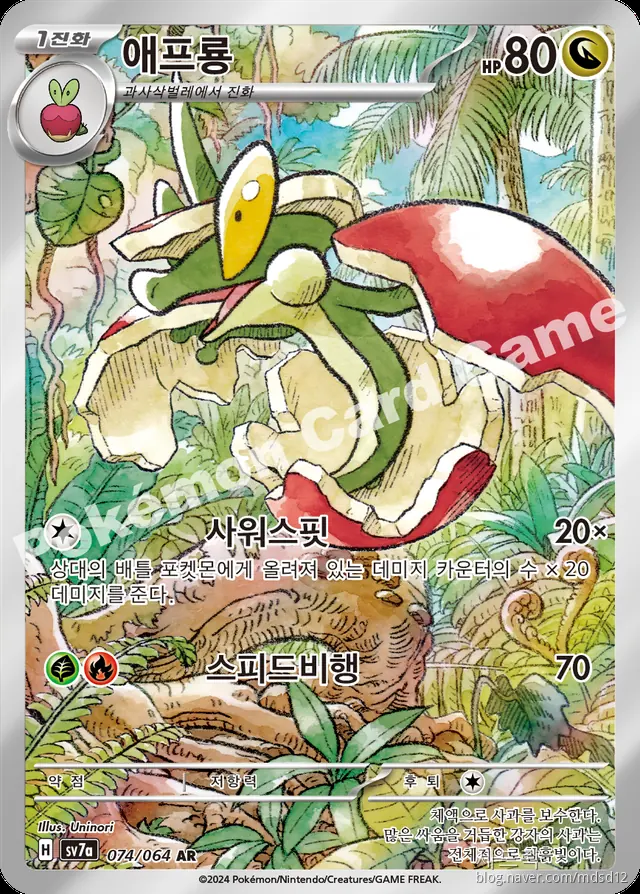 1진화
애프룡
HP 80
과사삭벌레에서 진화
Pokémon Card Game
사워스핏 20×
상대의 배틀 포켓몬에게 올려져 있는 데미지 카운터의 수 × 20
데미지를 준다.
스피드비행 70
약점 저항력 후퇴
Illus. Uninori
체액으로 사과를 보수한다.
많은 싸움을 거듭한 강자의 사과는
전체적으로 진홍빛이다.
H sv7a 074/064 AR
©2024 Pokémon/Nintendo/Creatures/GAME FREAK.
blog.naver.com/mdsd12